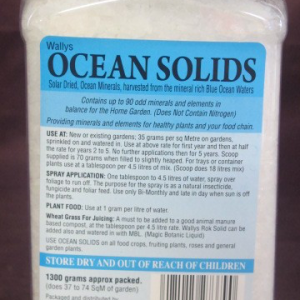 Wallys
OCEAN SOLIDS
Solar Dried, Ocean Minerals, harvested from the mineral rich Blue Ocean Waters
Contains up to 90 odd minerals and elements in
balance for the Home Garden. (Does Not Contain Nitrogen)
Providing minerals and elements for healthy plants and your food chain.
USE AT: New or existing gardens; 35 grams per sq Metre on gardens,
sprinkled on and watered in. Use at above rate for first year and then at half
the rate for years 2 to 5. No further applications then for 5 years. Scoop
supplied is 70 grams when filled to slightly heaped. For trays or container
plants use at a tablespoon per 4.5 litres of mix. (Scoop does 18 litres mix)
SPRAY APPLICATION: One tablespoon to 4.5 litres of water, spray over
foliage to run off. The purpose for the spray is as a natural insecticide,
fungicide and foliar feed. Use only Bi-Monthly and late in day when sun is off
the plants.
PLANT FOOD: Use at 1 gram per litre of water.
Wheat Grass For Juicing: A must to be added to a good animal manure
based compost, at the tablespoon per 4.5 litre rate. Wallys Rok Solid can be
added also and watered in with MBL. (Magic Botanic Liquid)
USE OCEAN SOLIDS on all food crops, fruiting plants, roses and general
garden plants.
STORE DRY AND OUT OF REACH OF CHILDREN
1300 grams approx packed.
(does 37 to 74 SqM of garden)
Packaged and distributed by